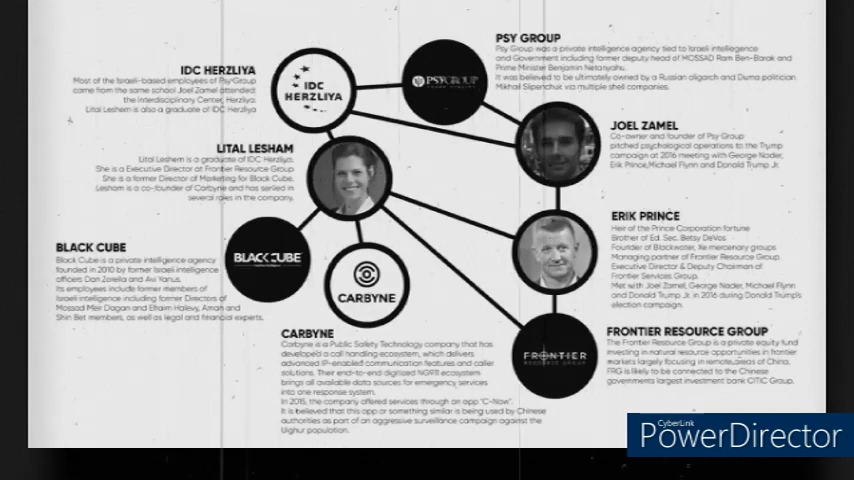 PSY GROUP
Psy Group was a private intelligence agency tied to Israeli intelligence
and Government including former deputy head of MOSSAD Ram Ben-Barak and
Prime Minister Benjamin Netanyahu.
It was believed to be ultimately owned by a Russian oligarch and Duma politician
Mikhail Slipenchuk via multiple shell companies.
PSYGROUP
IDC HERZLIYA
Most of the Israeli-based employees of Psy-Group
came from the same school Joel Zamel attended:
the Interdisciplinary Center, Herzliya.
Lital Leshem is also a graduate of IDC Herzliya
IDC
HERZLIYA
JOEL ZAMEL
Co-owner and founder of Psy Group
pitched psychological operations to the Trump
campaign at 2016 meeting with George Nader,
Erik Prince, Michael Flynn and Donald Trump Jr.
LITAL LESHAM
Lital Leshem is a graduate of IDC Herzliya.
She is a Executive Director of Frontier Resource Group
She is a former Director of Marketing for Black Cube.
Leshem is a co-founder of Carbyne and has served in
several roles in the company.
ERIK PRINCE
Heir of the Prince Corporation fortune
Brother of Ed. Sec. Betsy DeVos
Founder of Blackwater, Xe mercenary groups
Managing partner of Frontier Resource Group
Executive Director & Deputy Chairman of
Frontier Services Group.
Met with Joel Zamel, George Nader, Michael Flynn
and Donald Trump Jr. in 2016 during Donald Trump's
election campaign.
BLACK CUBE
Black Cube is a private intelligence agency
founded in 2010 by former Israeli intelligence
officers Dan Zorella and Avi Yanus.
Its employees include former members of
Israeli intelligence including former Directors of
Mossad Meir Dagan and Efraim Halevy, Aman and
Shin Bet members, as well as legal and financial experts.
BLACK CUBE
CARBYNE
CARBYNE
Carbyne is a Public Safety Technology company that has
developed a call handling ecosystem, which delivers
advanced IP-enabled communication features and caller
solutions. Their end-to-end digitized NG911 ecosystem
brings all available data sources for emergency services
into one response system.
In 2015, the company offered services through an app "C-Now".
It is believed that this app or something similar is being used by Chinese
authorities as part of an aggressive surveillance campaign against the
Uighur population.
FRONTIER
RESOURCE GROUP
FRONTIER RESOURCE GROUP
The Frontier Resource Group is a private equity fund
investing in natural resource opportunities in frontier
markets largely focusing in remote areas of China.
FRG is likely to be connected to the Chinese
governments largest investment bank CITIC Group.
CyberLink
PowerDirector